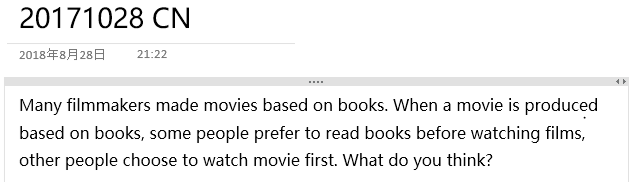 20171028 CN
2018年8月28日 21:22
Many filmmakers made movies based on books. When a movie is produced
based on books, some people prefer to read books before watching films,
other people choose to watch movie first. What do you think?